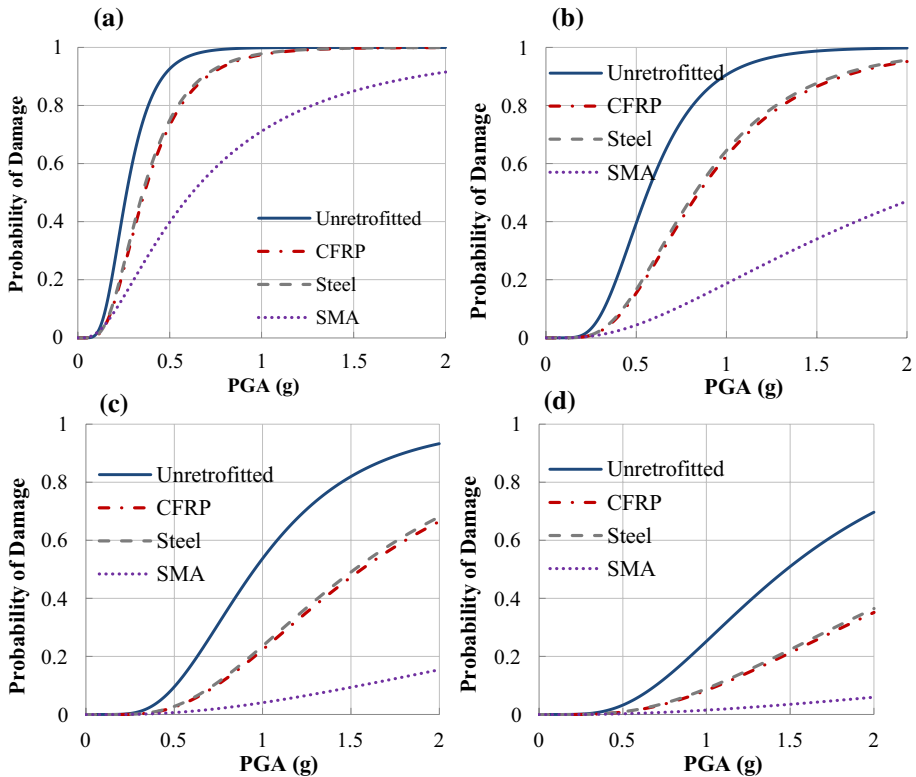 (a)
Probability of Damage
1
0.8
0.6
0.4
0.2
0
Unretrofitted
CFRP
Steel
SMA
0 0.5 1 1.5 2
PGA (g)
(b)
Probability of Damage
1
0.8
0.6
0.4
0.2
0
Unretrofitted
CFRP
Steel
SMA
0 0.5 1 1.5 2
PGA (g)
(c)
Probability of Damage
1
0.8
0.6
0.4
0.2
0
Unretrofitted
CFRP
Steel
SMA
0 0.5 1 1.5 2
PGA (g)
(d)
Probability of Damage
1
0.8
0.6
0.4
0.2
0
Unretrofitted
CFRP
Steel
SMA
0 0.5 1 1.5 2
PGA (g)